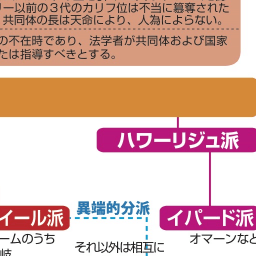 リー以前の３代のカリフ位は不当に簒奪された
共同体の長は天命により、人為によらない。
の不在時であり、法学者が共同体および国家
たは指導すべきとする。
ハワーリジュ派
イール派
異端的分派
イバード派
ームのうち
それ以外は相互に
オマーンなど
岐